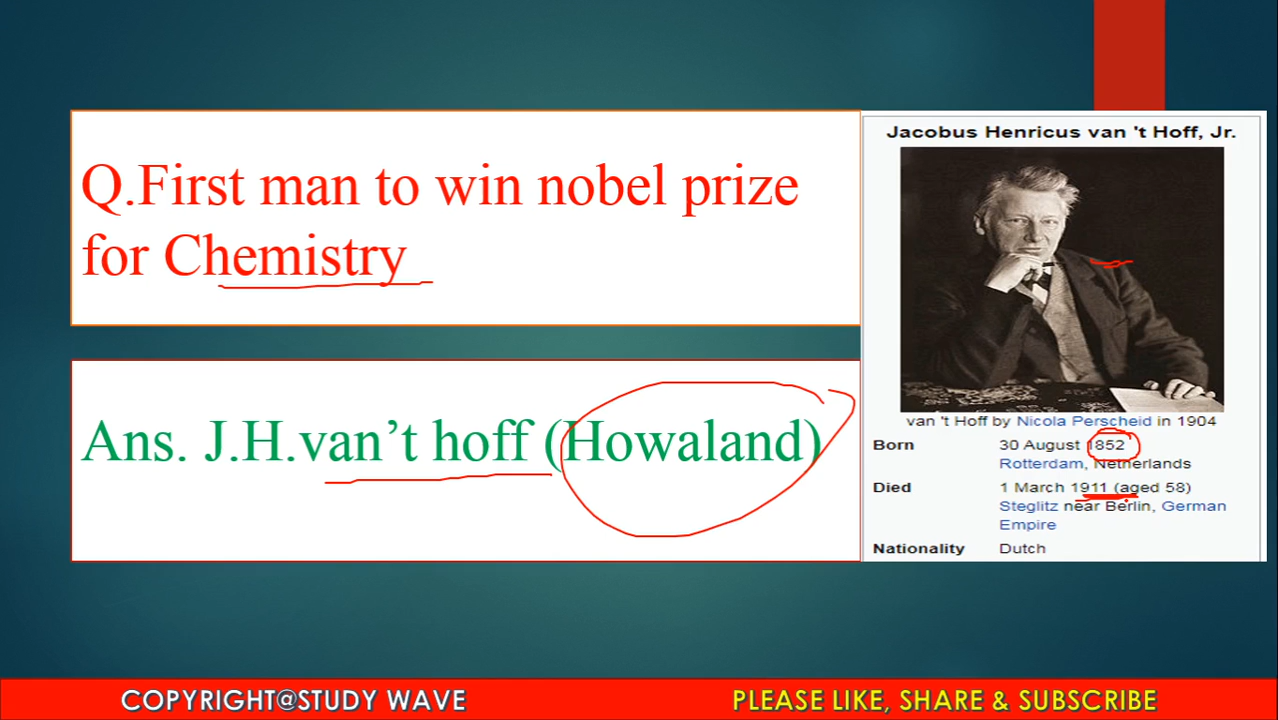 Q.First man to win nobel prize
for Chemistry
Ans. J.H.van’t hoff (Howaland)
Jacobus Henricus van 't Hoff, Jr.
van 't Hoff by Nicola Perscheid in 1904
Born 30 August 1852
Rotterdam, Netherlands
Died 1 March 1911 (aged 58)
Steglitz near Berlin, German
Empire
Nationality Dutch
COPYRIGHT@STUDY WAVE
PLEASE LIKE, SHARE & SUBSCRIBE